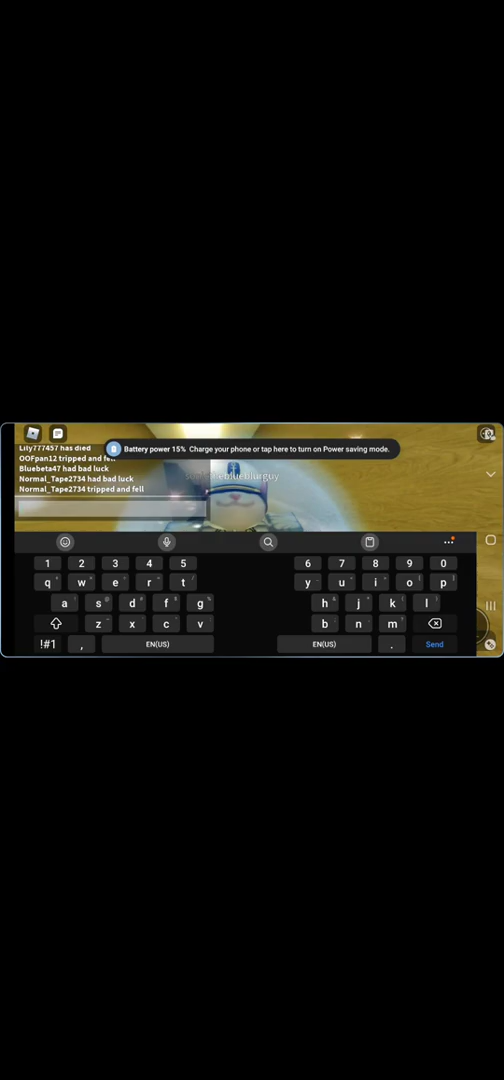 Lily777457 has died
OOFpan12 tripped and fell
Bluebeta47 had bad luck
Normal_Tape2734 had bad luck
Normal_Tape2734 tripped and fell
Battery power 15% Charge your phone or tap here to turn on Power saving mode.
1 2 3 4 5 6 7 8 9 0
q w e r t y u i o p
a s d f g h j k l
z x c v b n m
!#1 , EN(US) EN(US) . Send